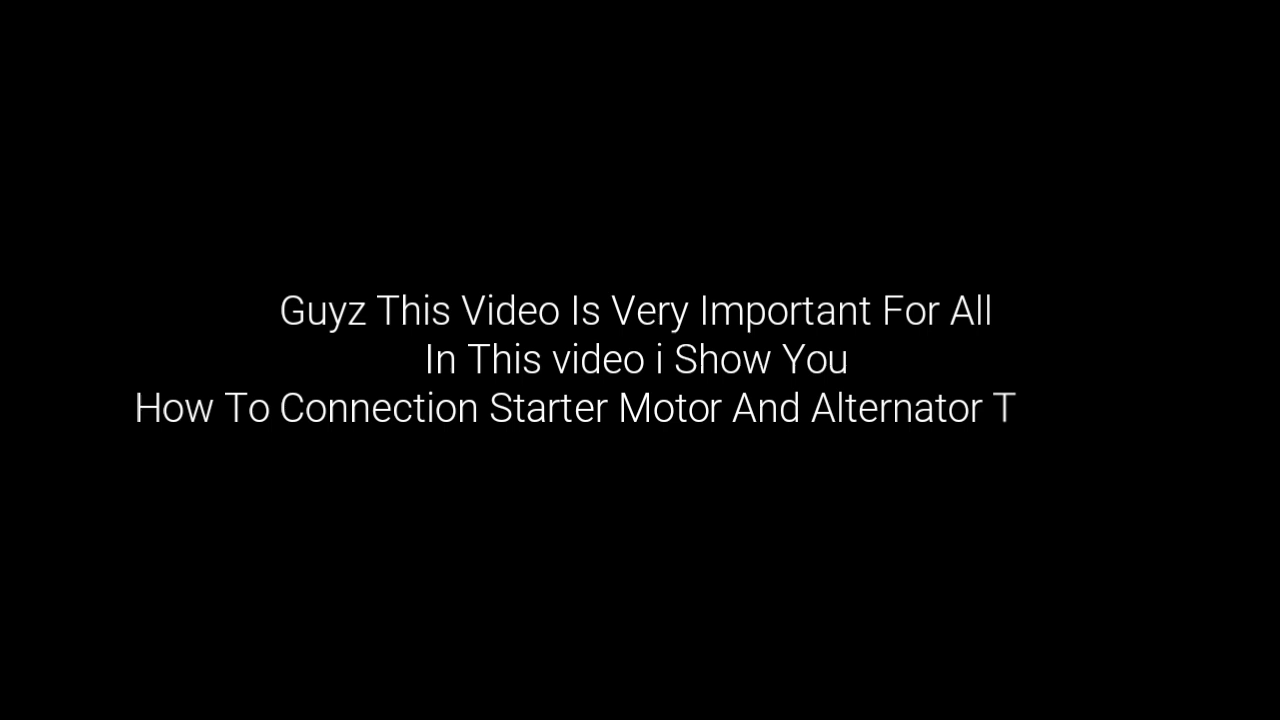 Guyz This Video Is Very Important For All
In This video i Show You
How To Connection Starter Motor And Alternator T